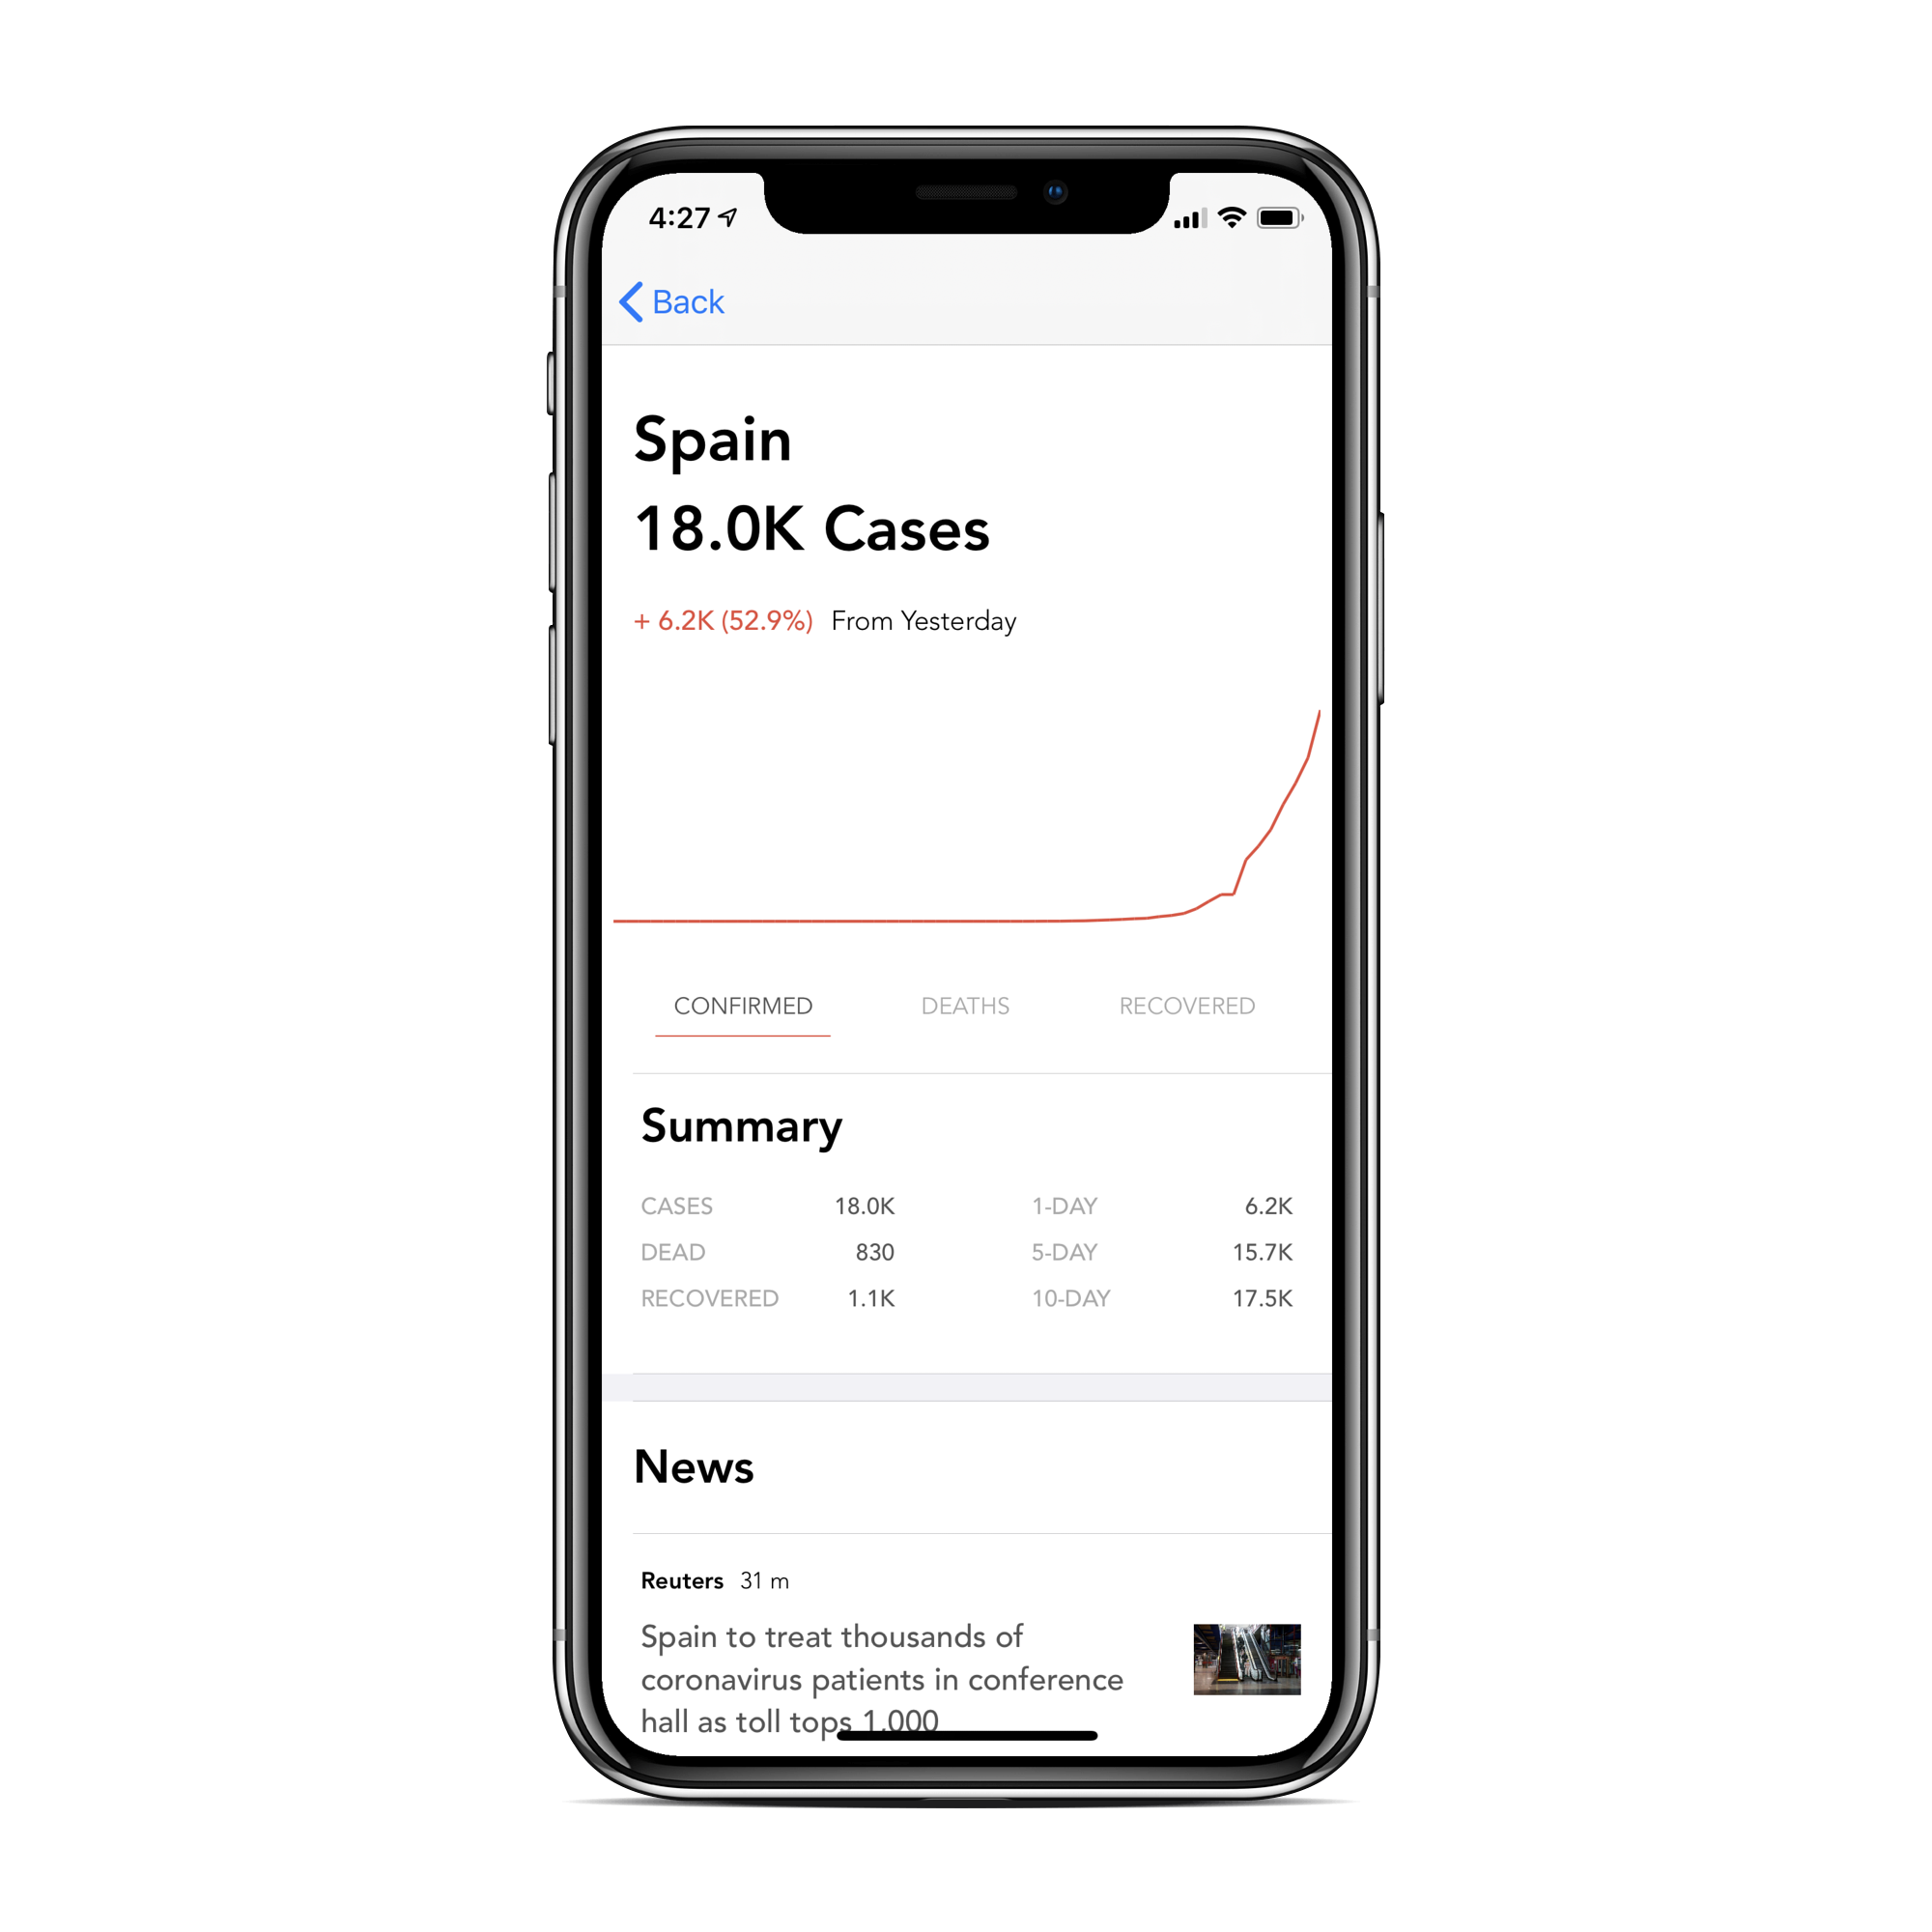 4:27
Back
Spain
18.0K Cases
+ 6.2K (52.9%) From Yesterday
CONFIRMED DEATHS RECOVERED
Summary
CASES 18.0K 1-DAY 6.2K
DEAD 830 5-DAY 15.7K
RECOVERED 1.1K 10-DAY 17.5K
News
Reuters 31 m
Spain to treat thousands of
coronavirus patients in conference
hall as toll tops 1,000